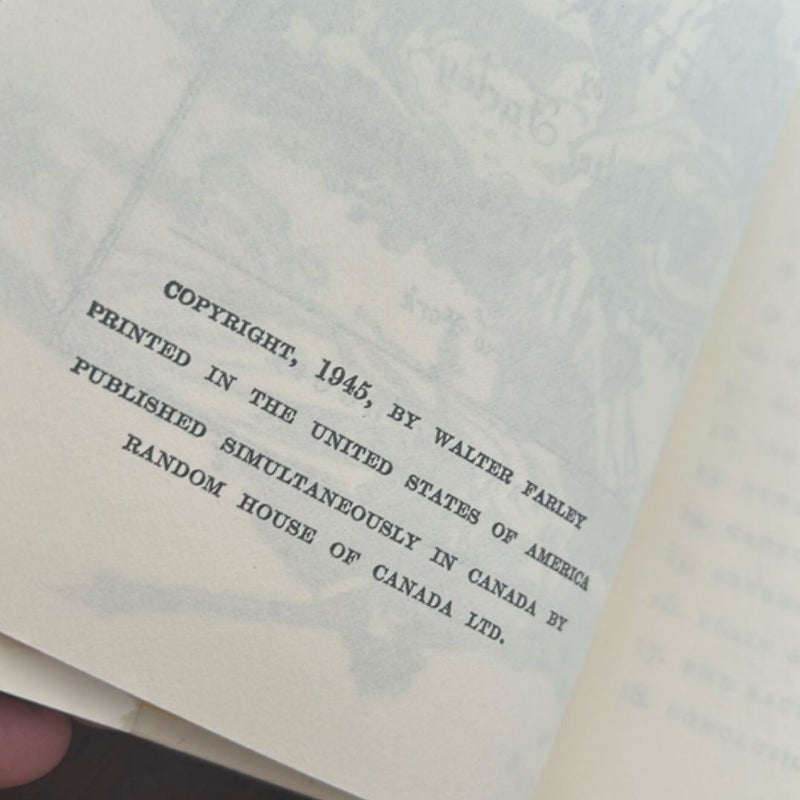 COPYRIGHT, 1945, BY WALTER FARLEY
PRINTED IN THE UNITED STATES OF AMERICA
PUBLISHED SIMULTANEOUSLY IN CANADA BY
RANDOM HOUSE OF CANADA LTD.